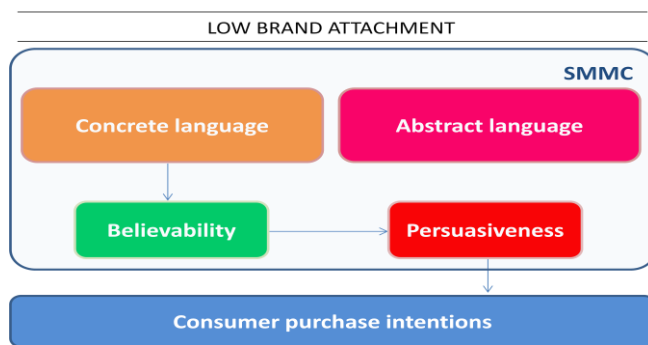 LOW BRAND ATTACHMENT
SMMC
Concrete language
Abstract language
Believability
Persuasiveness
Consumer purchase intentions